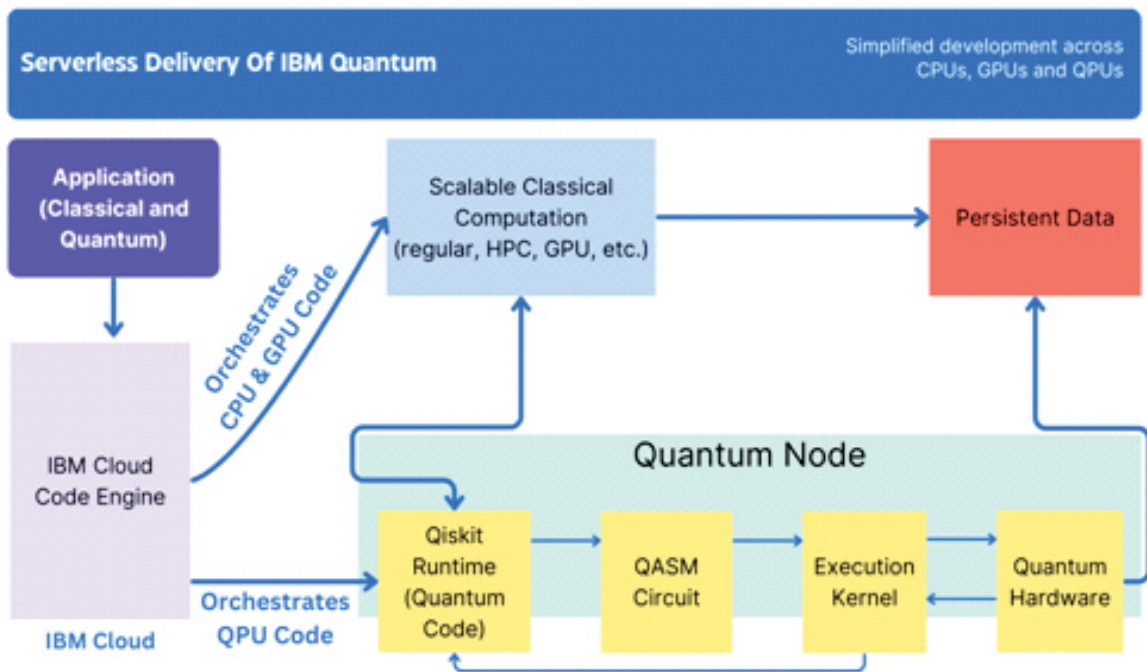 Serverless Delivery Of IBM Quantum
Simplified development across
CPUs, GPUs and QPUs
Application
(Classical and
Quantum)
Scalable Classical
Computation
(regular, HPC, GPU, etc.)
Persistent Data
Orchestrates
CPU & GPU Code
IBM Cloud
Code Engine
Quantum Node
Qiskit
Runtime
(Quantum
Code)
QASM
Circuit
Execution
Kernel
Quantum
Hardware
Orchestrates
QPU Code
IBM Cloud